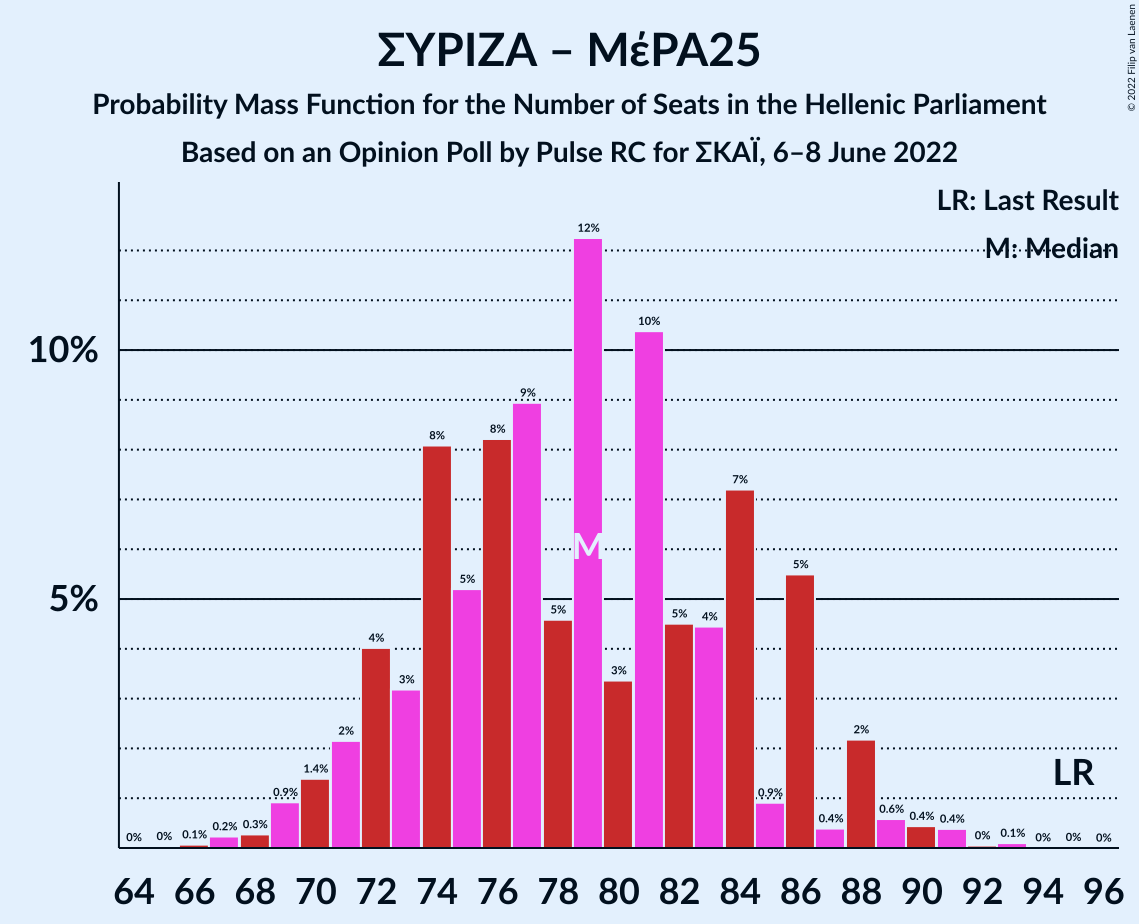 ΣΥΡΙΖΑ – ΜέΡΑ25
Probability Mass Function for the Number of Seats in the Hellenic Parliament
Based on an Opinion Poll by Pulse RC for ΣΚΑΪ, 6–8 June 2022
© 2022 Filip van Laenen
LR: Last Result
M: Median
10%
5%
0% 0% 0.1% 0.2% 0.3% 0.9% 1.4% 2% 4% 3% 8% 5% 8% 9% 5% 12% 3% 10% 5% 4% 7% 0.9% 5% 0.4% 2% 0.6% 0.4% 0.4% 0% 0.1% 0% 0% 0%
M
LR
64 66 68 70 72 74 76 78 80 82 84 86 88 90 92 94 96